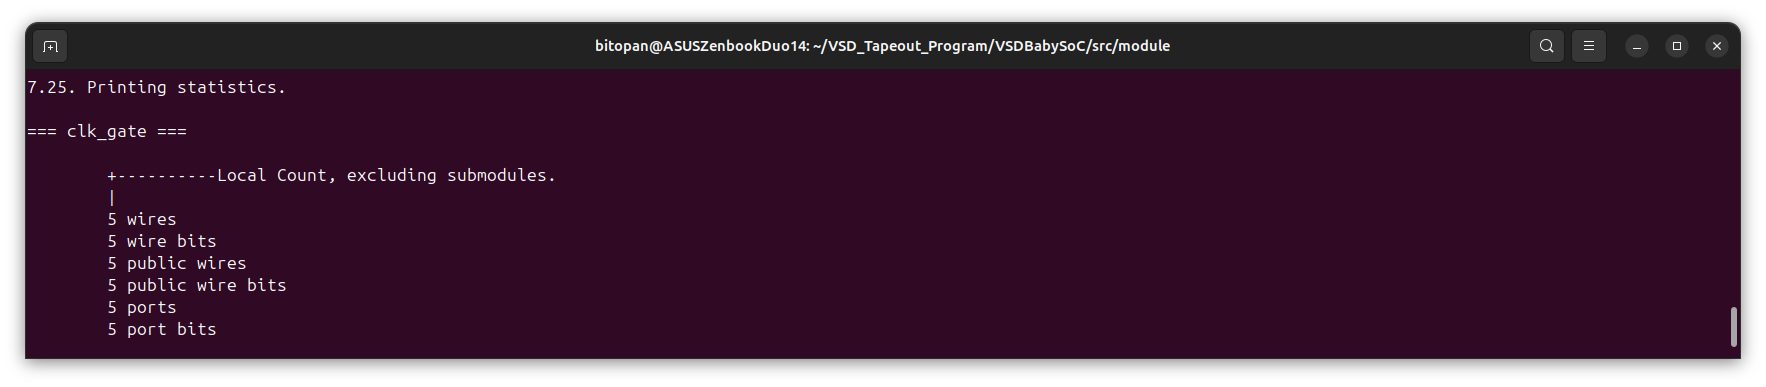 bitopan@ASUSZenbookDuo14: ~/VSD_Tapeout_Program/VSDBabySoC/src/module
7.25. Printing statistics.
=== clk_gate ===
+----------Local Count, excluding submodules.
|
5 wires
5 wire bits
5 public wires
5 public wire bits
5 ports
5 port bits